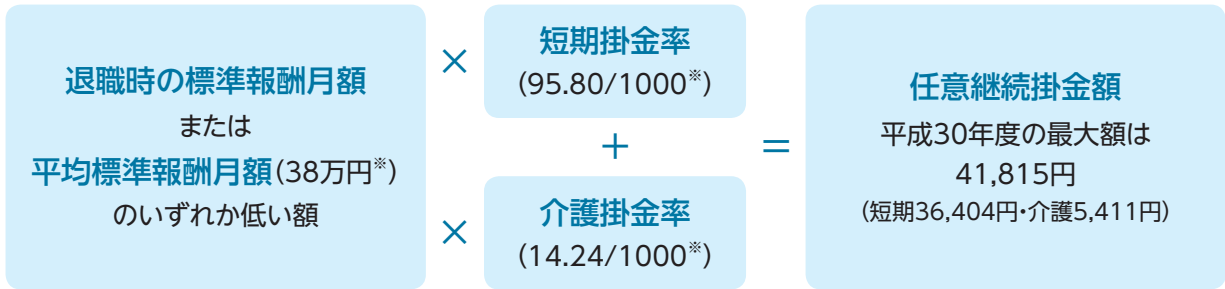 退職時の標準報酬月額
または
平均標準報酬月額(38万円※)
のいずれか低い額
×
短期掛金率
(95.80/1000※)
+
×
介護掛金率
(14.24/1000※)
=
任意継続掛金額
平成30年度の最大額は
41,815円
(短期36,404円・介護5,411円)